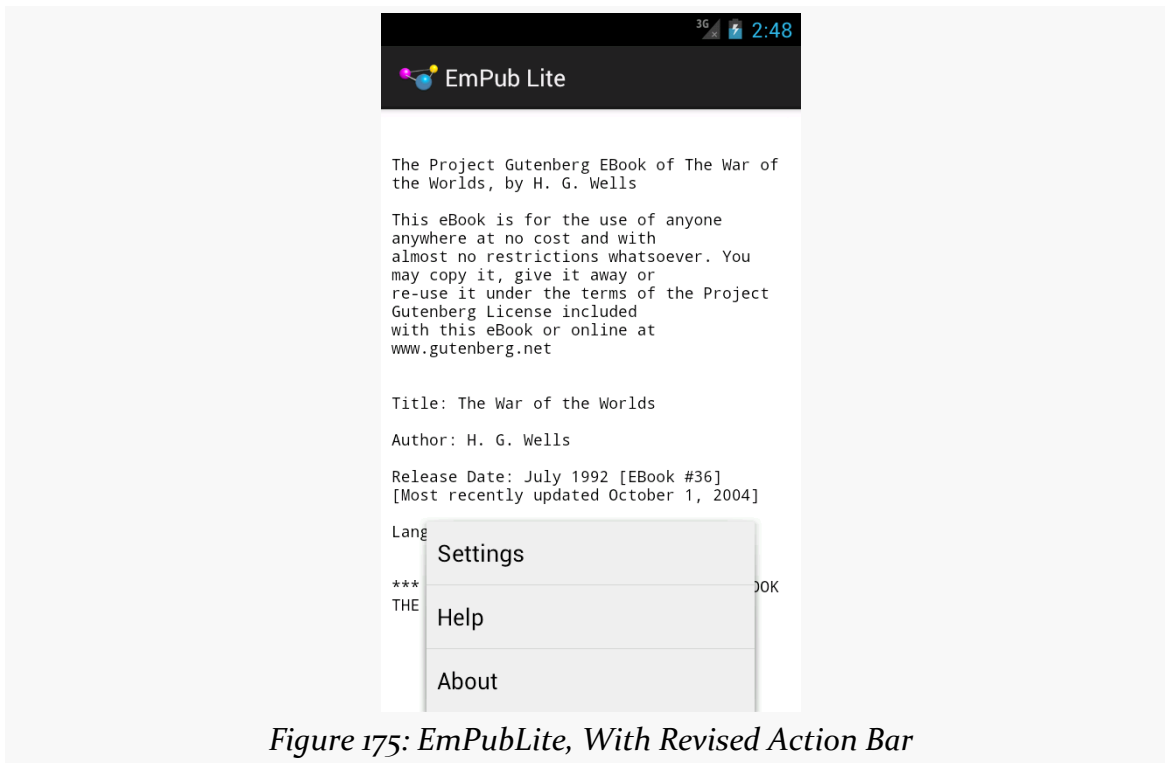 3G
2:48
EmPub Lite
The Project Gutenberg EBook of The War of
the Worlds, by H. G. Wells
This eBook is for the use of anyone
anywhere at no cost and with
almost no restrictions whatsoever. You
may copy it, give it away or
re-use it under the terms of the Project
Gutenberg License included
with this eBook or online at
www.gutenberg.net
Title: The War of the Worlds
Author: H. G. Wells
Release Date: July 1992 [EBook #36]
[Most recently updated October 1, 2004]
Lang
Settings
*** OOK
THE
Help
About
Figure 175: EmPubLite, With Revised Action Bar